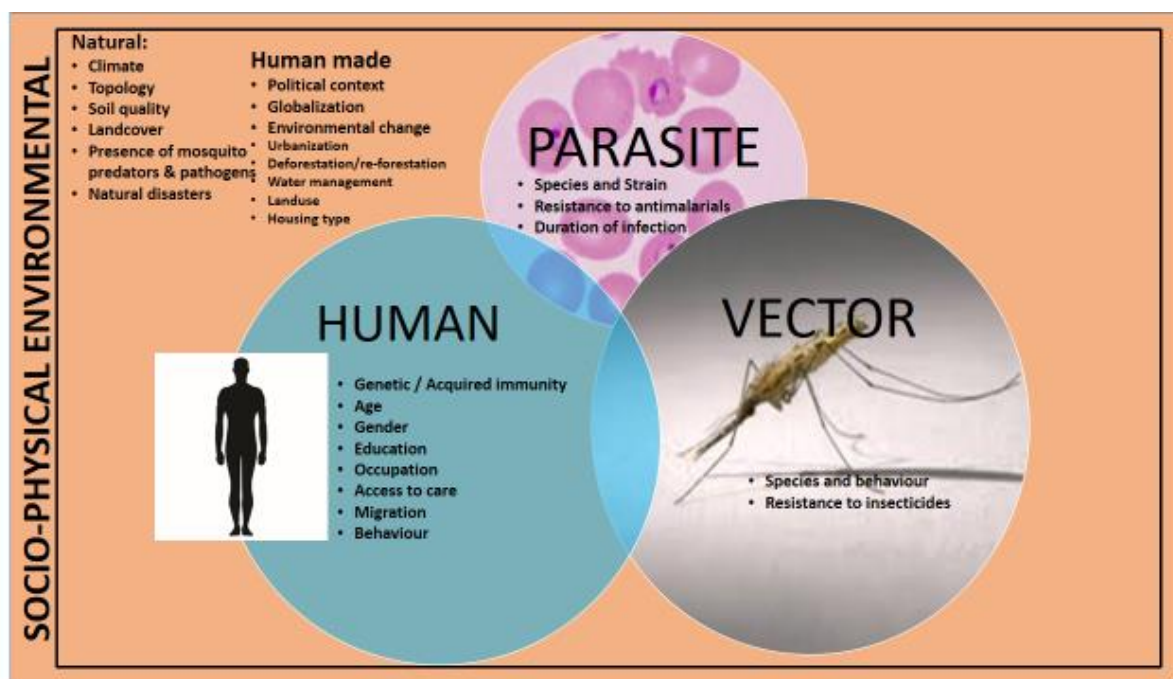 SOCIO-PHYSICAL ENVIRONMENTAL
Natural:
• Climate
• Topology
• Soil quality
• Landcover
• Presence of mosquito
predators & pathogens
• Natural disasters
Human made
• Political context
• Globalization
• Environmental change
• Urbanization
• Deforestation/re-forestation
• Water management
• Landuse
• Housing type
PARASITE
• Species and Strain
• Resistance to antimalarials
• Duration of infection
HUMAN
• Genetic / Acquired immunity
• Age
• Gender
• Education
• Occupation
• Access to care
• Migration
• Behaviour
VECTOR
• Species and behaviour
• Resistance to insecticides